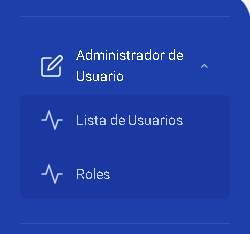 Administrador de
Usuario
Lista de Usuarios
Roles